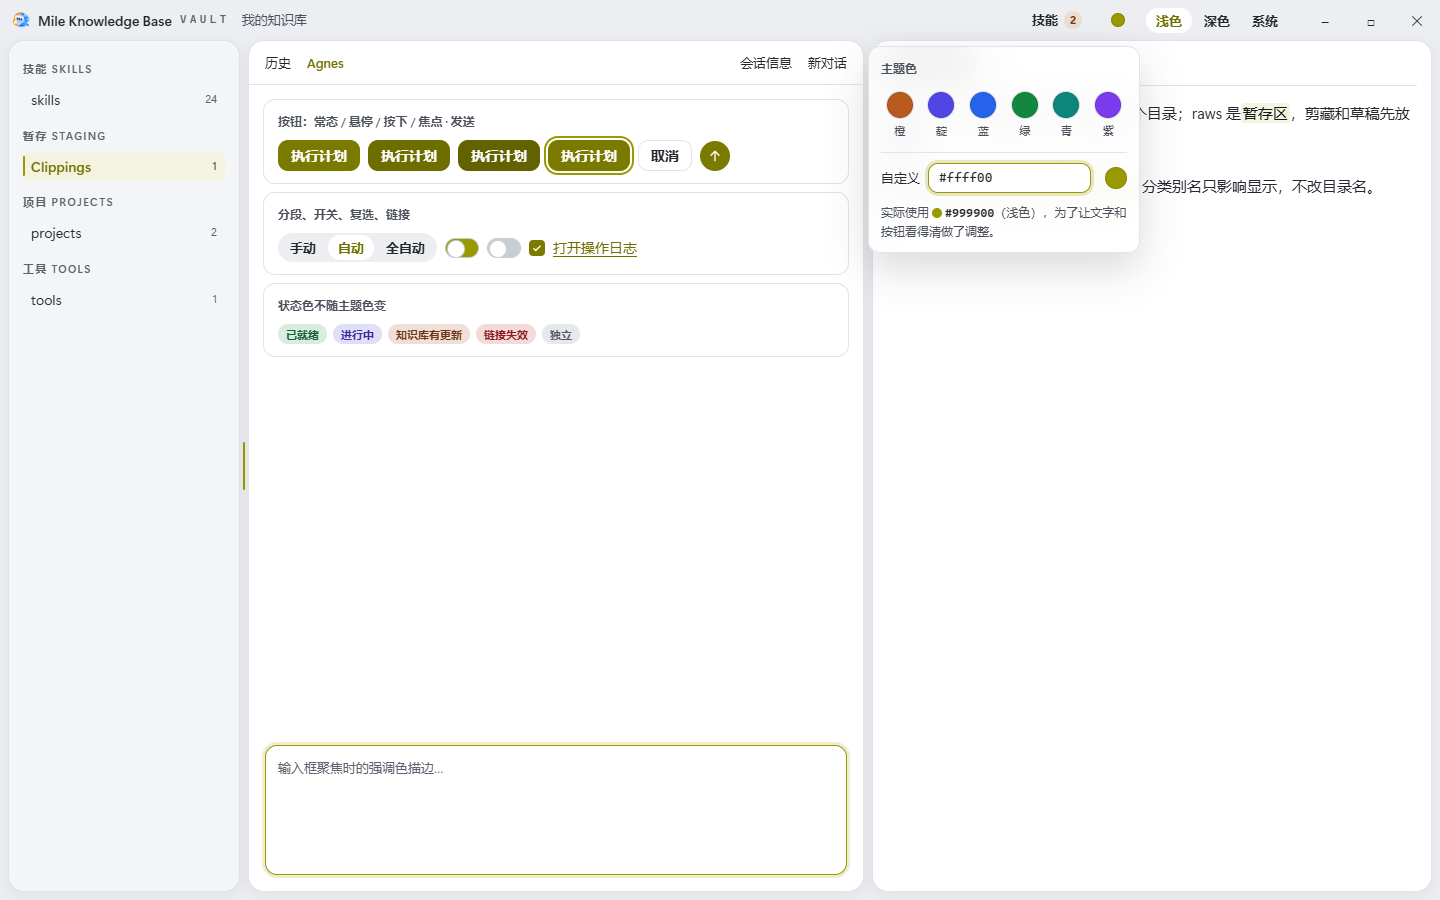 Mile Knowledge Base VAULT 我的知识库
技能 2 浅色 深色 系统
技能 SKILLS
skills 24
暂存 STAGING
Clippings 1
项目 PROJECTS
projects 2
工具 TOOLS
tools 1
历史 Agnes 会话信息 新对话
按钮：常态 / 悬停 / 按下 / 焦点 · 发送
执行计划 执行计划 执行计划 执行计划 取消
分段、开关、复选、链接
手动 自动 全自动 打开操作日志
状态色不随主题色变
已就绪 进行中 知识库有更新 链接失效 独立
输入框聚焦时的强调色描边...
主题色
橙 靛 蓝 绿 青 紫
自定义 #ffff00
实际使用 #999900（浅色），为了让文字和
按钮看得清做了调整。
个目录；raws 是暂存区，剪藏和草稿先放
分类别名只影响显示，不改目录名。